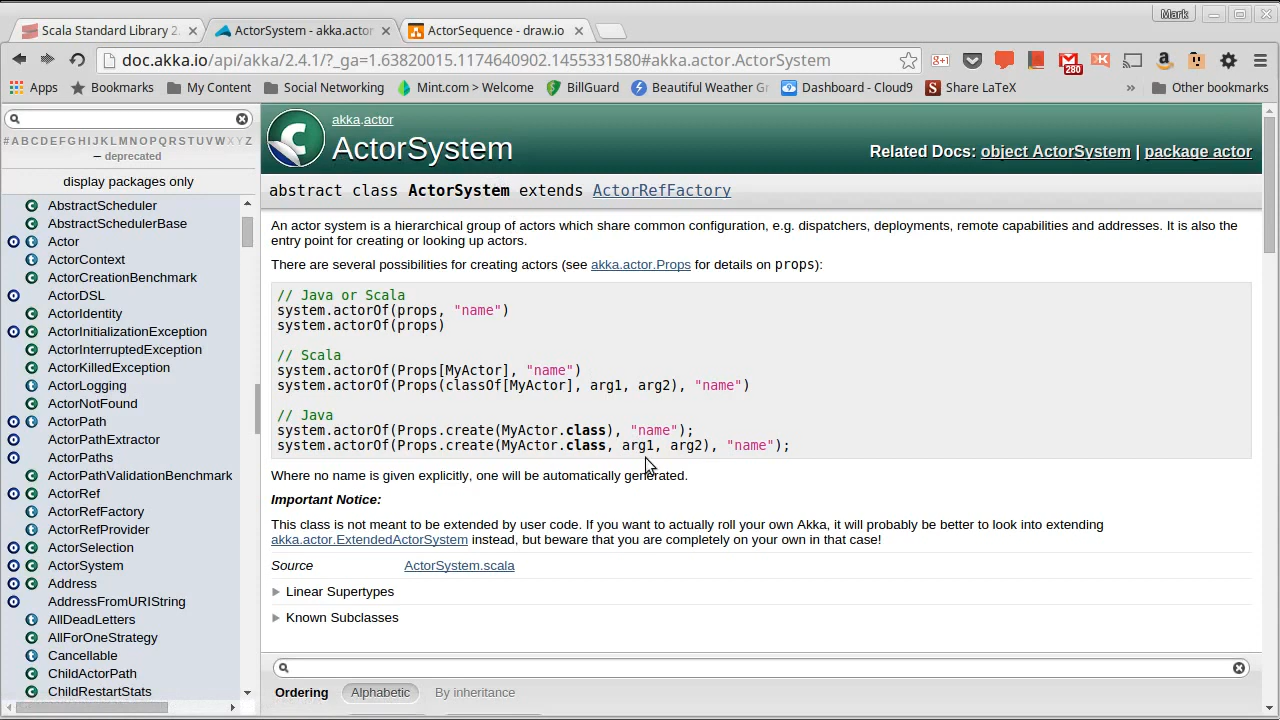 Mark
Scala Standard Library 2.
ActorSystem - akka.actor
ActorSequence - draw.io
doc.akka.io/api/akka/2.4.1/?_ga=1.63820015.1174640902.1455331580#akka.actor.ActorSystem
280
Apps
Bookmarks
My Content
Social Networking
Mint.com > Welcome
BillGuard
Beautiful Weather Gr
Dashboard - Cloud9
Share LaTeX
»
Other bookmarks
#ABCDEFGHIJKLMNOPQRSTUVWXYZ
– deprecated
display packages only
AbstractScheduler
AbstractSchedulerBase
Actor
ActorContext
ActorCreationBenchmark
ActorDSL
ActorIdentity
ActorInitializationException
ActorInterruptedException
ActorKilledException
ActorLogging
ActorNotFound
ActorPath
ActorPathExtractor
ActorPaths
ActorPathValidationBenchmark
ActorRef
ActorRefFactory
ActorRefProvider
ActorSelection
ActorSystem
Address
AddressFromURIString
AllDeadLetters
AllForOneStrategy
Cancellable
ChildActorPath
ChildRestartStats
akka.actor
ActorSystem
Related Docs: object ActorSystem | package actor
abstract class ActorSystem extends ActorRefFactory
An actor system is a hierarchical group of actors which share common configuration, e.g. dispatchers, deployments, remote capabilities and addresses. It is also the
entry point for creating or looking up actors.
There are several possibilities for creating actors (see akka.actor.Props for details on props):
// Java or Scala
system.actorOf(props, "name")
system.actorOf(props)
// Scala
system.actorOf(Props[MyActor], "name")
system.actorOf(Props(classOf[MyActor], arg1, arg2), "name")
// Java
system.actorOf(Props.create(MyActor.class), "name");
system.actorOf(Props.create(MyActor.class, arg1, arg2), "name");
Where no name is given explicitly, one will be automatically generated.
Important Notice:
This class is not meant to be extended by user code. If you want to actually roll your own Akka, it will probably be better to look into extending
akka.actor.ExtendedActorSystem instead, but beware that you are completely on your own in that case!
Source
ActorSystem.scala
Linear Supertypes
Known Subclasses
Ordering
Alphabetic
By inheritance